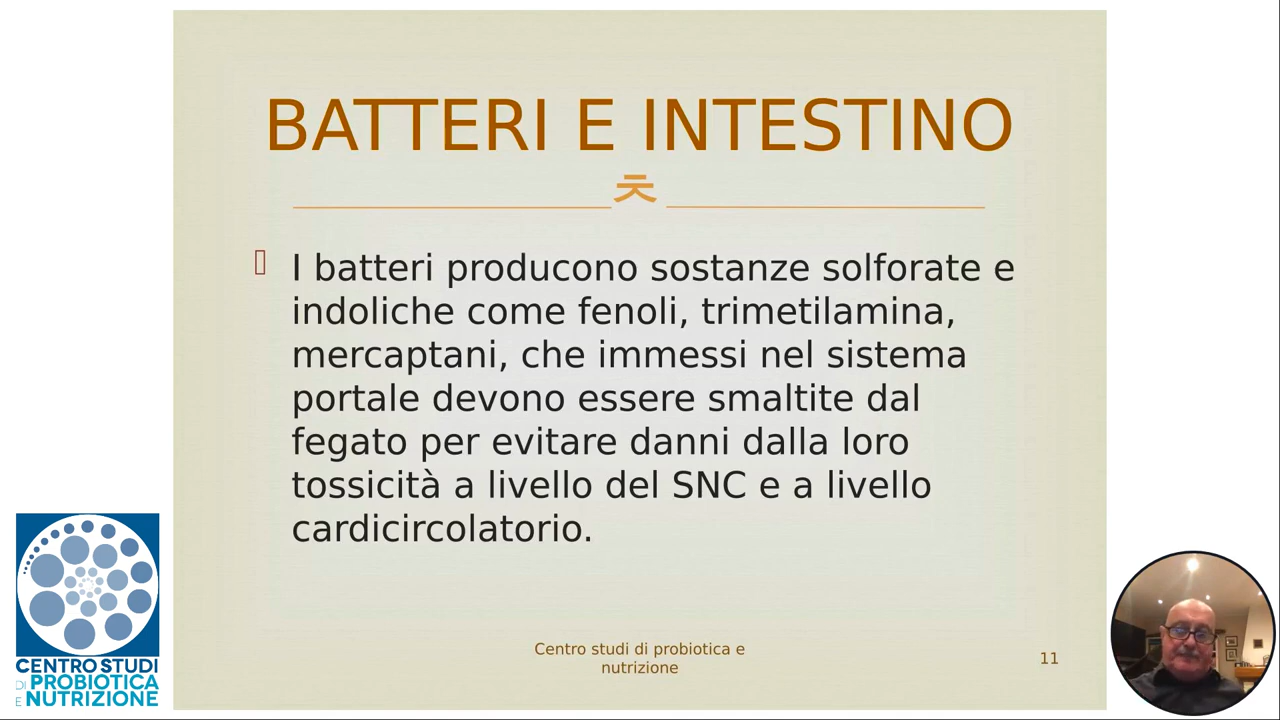 BATTERI E INTESTINO
I batteri producono sostanze solforate e
indoliche come fenoli, trimetilamina,
mercaptani, che immessi nel sistema
portale devono essere smaltite dal
fegato per evitare danni dalla loro
tossicità a livello del SNC e a livello
cardicircolatorio.
Centro studi di probiotica e
nutrizione
11
CENTRO STUDI
DI PROBIOTICA
E NUTRIZIONE